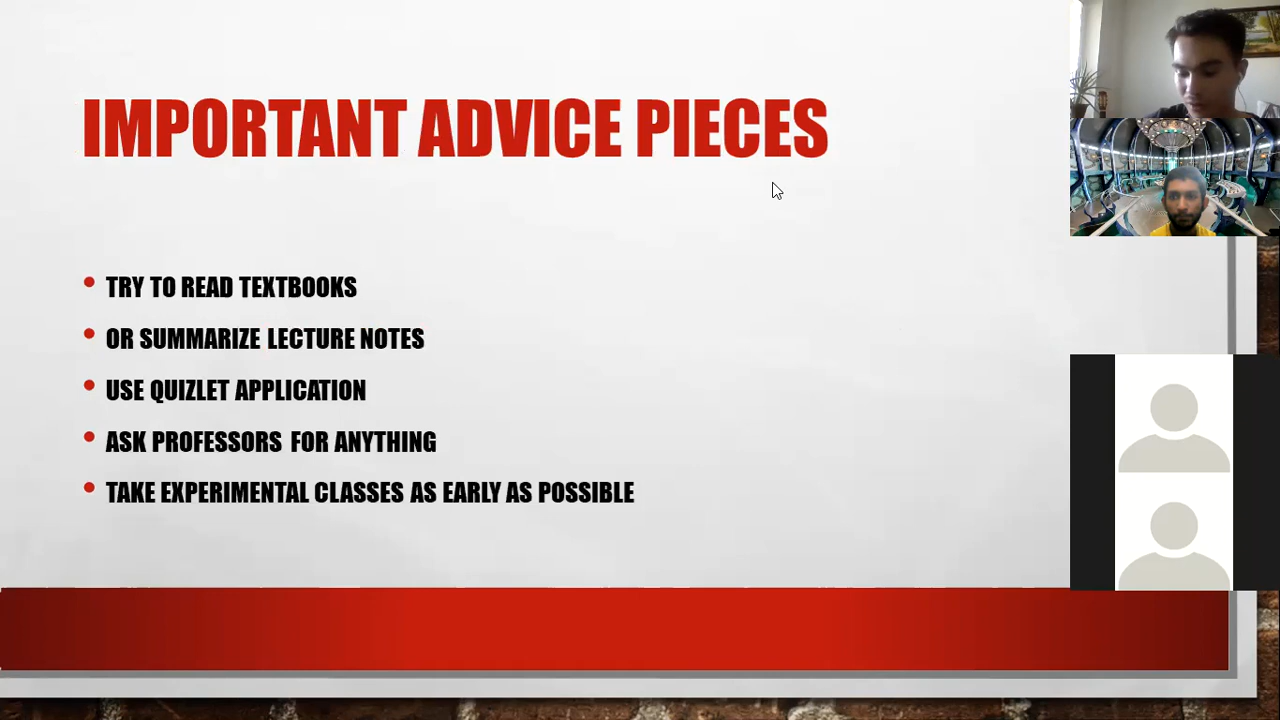 IMPORTANT ADVICE PIECES
TRY TO READ TEXTBOOKS
OR SUMMARIZE LECTURE NOTES
USE QUIZLET APPLICATION
ASK PROFESSORS FOR ANYTHING
TAKE EXPERIMENTAL CLASSES AS EARLY AS POSSIBLE